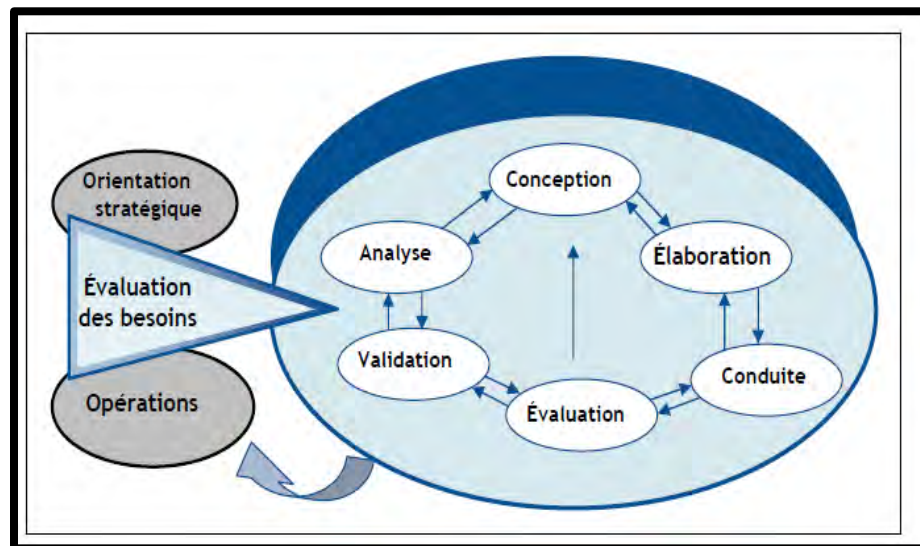 Orientation
stratégique
Évaluation
des besoins
Opérations
Conception
Analyse
Élaboration
Validation
Conduite
Évaluation